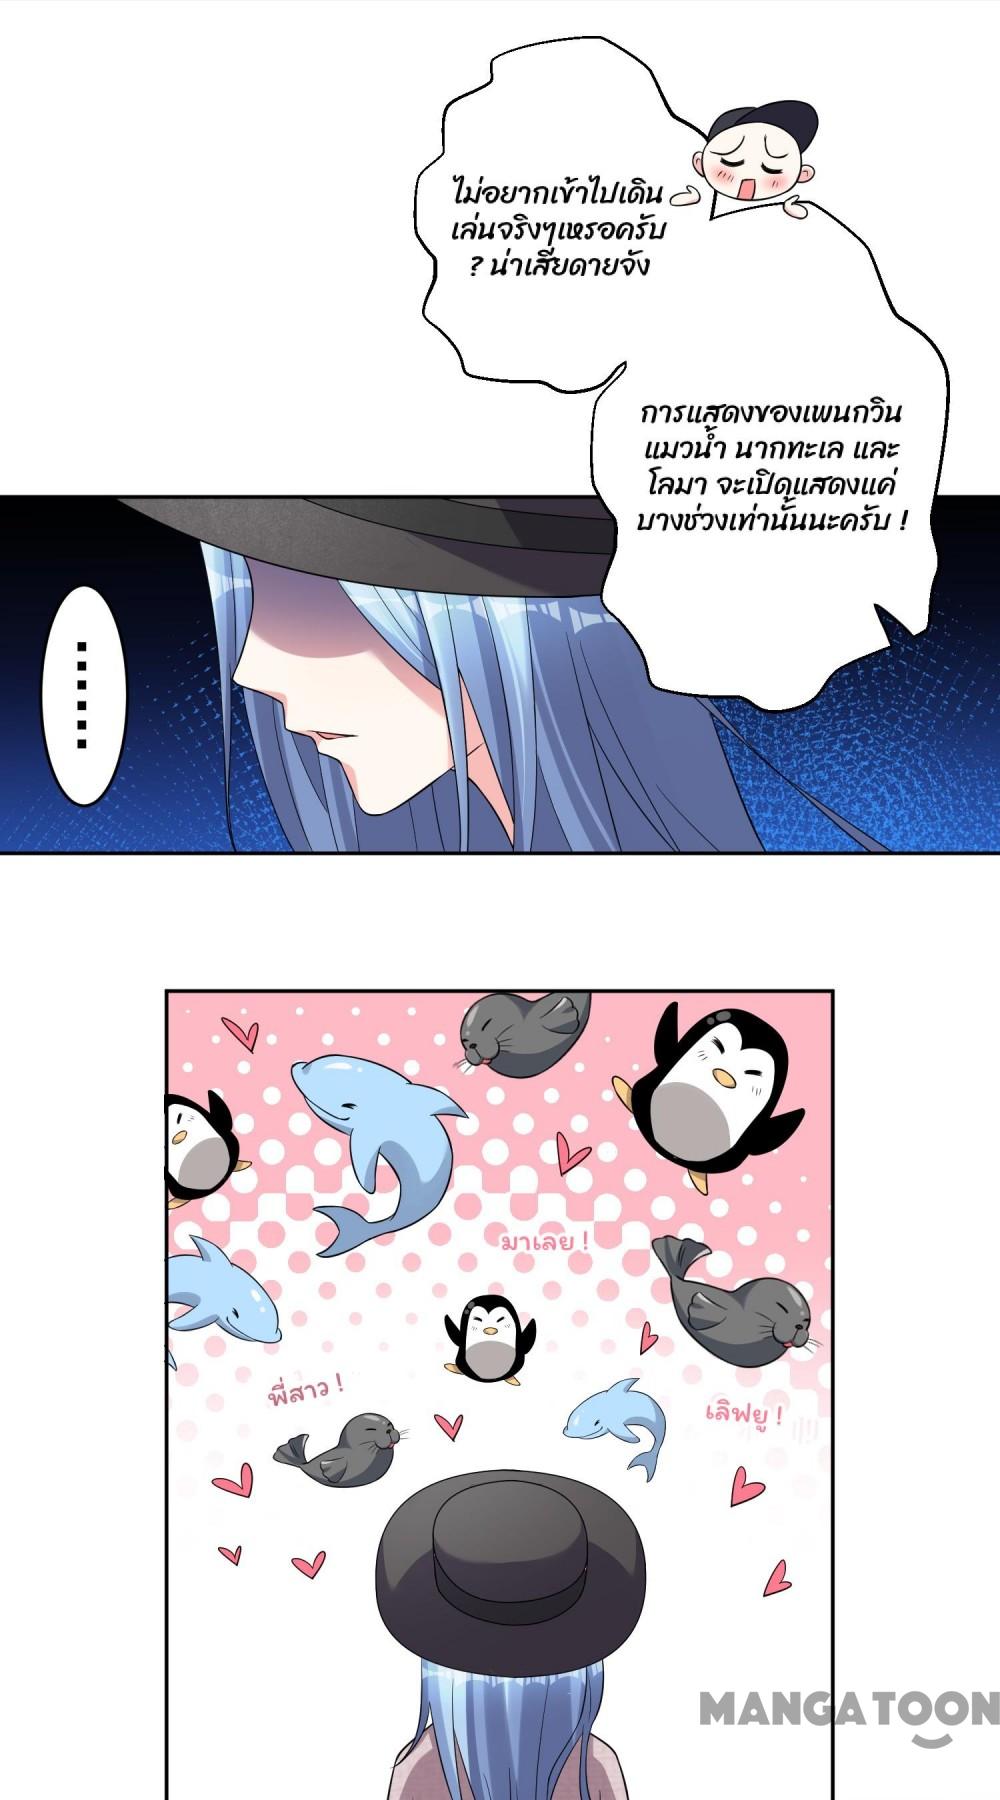 ไม่อยากเข้าไปเดิน
เล่นจริงๆเหรอครับ
? น่าเสียดายจัง
การแสดงของเพนกวิน
แมวน้ำ นากทะเล และ
โลมา จะเปิดแสดงแค่
บางช่วงเท่านั้นนะครับ !
......
มาเลย !
พี่สาว !
เลิฟยู !
MANGATOON